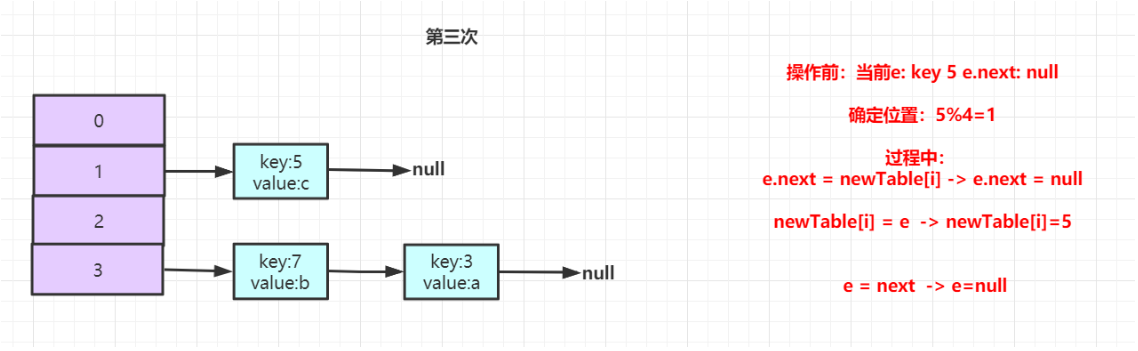 第三次
操作前：当前e: key 5 e.next: null
确定位置：5%4=1
过程中：
e.next = newTable[i] -> e.next = null
newTable[i] = e -> newTable[i]=5
e = next -> e=null
0
1
key:5
value:c
null
2
3
key:7
value:b
key:3
value:a
null